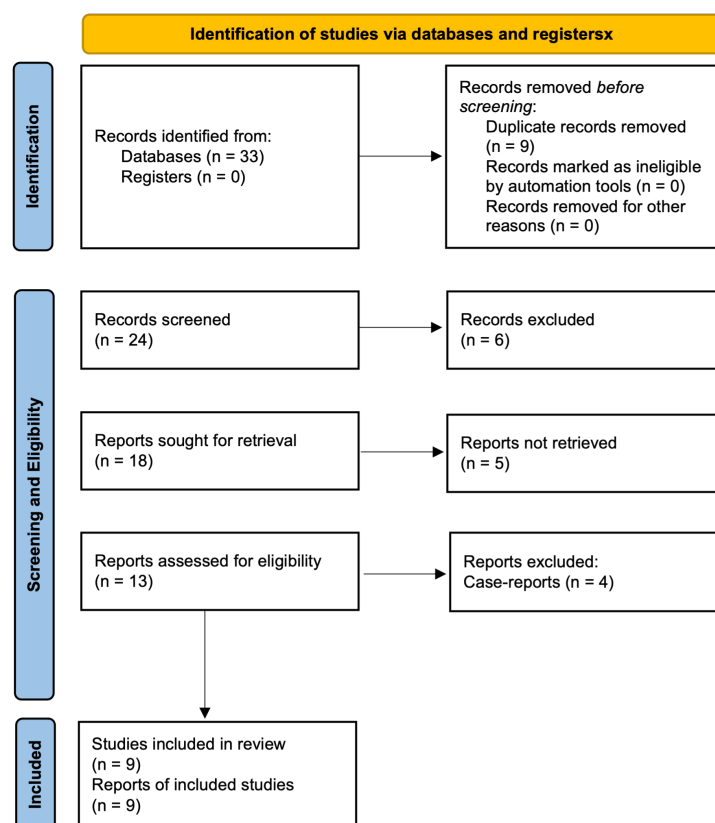 Identification of studies via databases and registersx
Identification
Records identified from:
Databases (n = 33)
Registers (n = 0)
Records removed before
screening:
Duplicate records removed
(n = 9)
Records marked as ineligible
by automation tools (n = 0)
Records removed for other
reasons (n = 0)
Screening and Eligibility
Records screened
(n = 24)
Records excluded
(n = 6)
Reports sought for retrieval
(n = 18)
Reports not retrieved
(n = 5)
Reports assessed for eligibility
(n = 13)
Reports excluded:
Case-reports (n = 4)
Included
Studies included in review
(n = 9)
Reports of included studies
(n = 9)